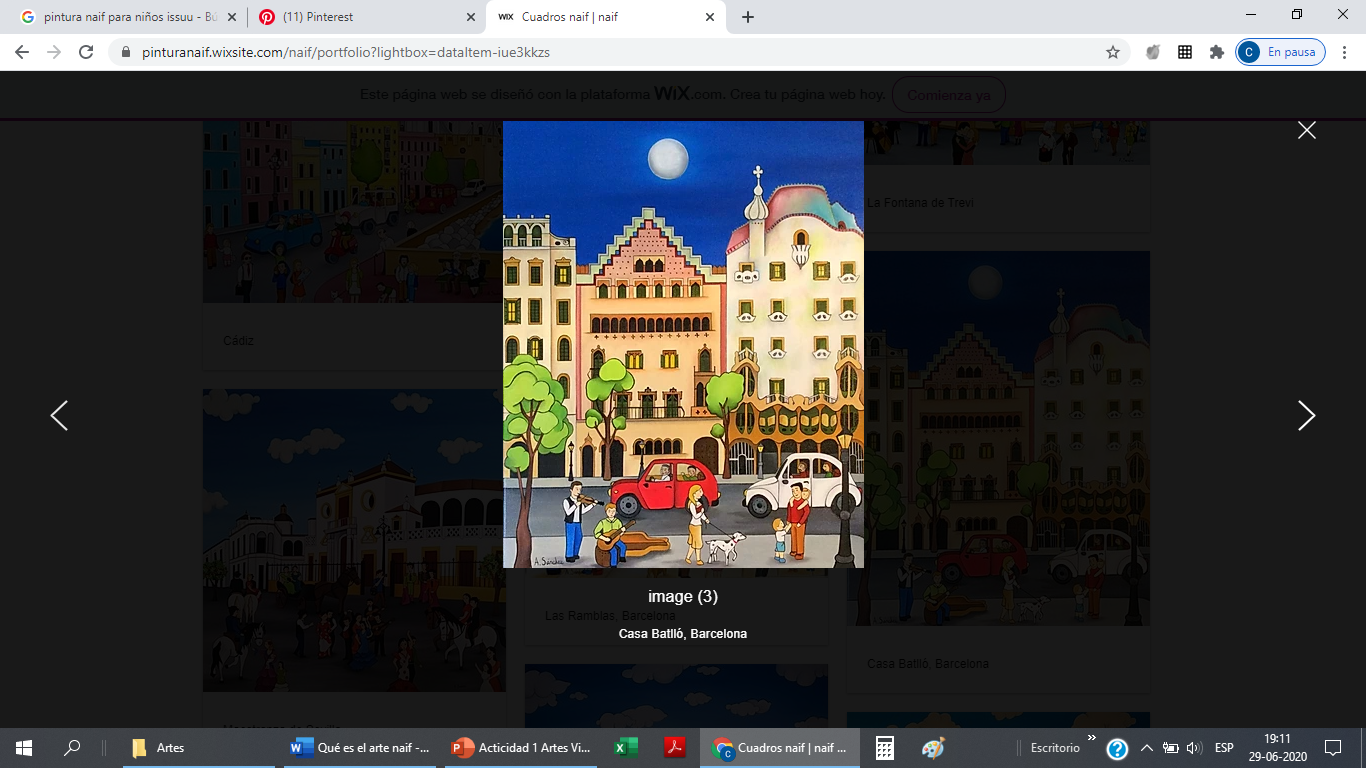 pintura naif para niños issuu - Bú
(11) Pinterest
WIX Cuadros naif | naif
pinturanaif.wixsite.com/naif/portfolio?lightbox=dataItem-iue3kkzs
C En pausa
Este página web se diseñó con la plataforma WiX.com. Crea tu página web hoy. Comienza ya
La Fontana de Trevi
Cádiz
A. Sánchez
image (3)
Las Ramblas, Barcelona
Casa Batlló, Barcelona
Casa Batlló, Barcelona
Artes
Qué es el arte naif -...
Acticidad 1 Artes Vi...
Cuadros naif | naif ...
Escritorio
ESP
19:11
29-06-2020